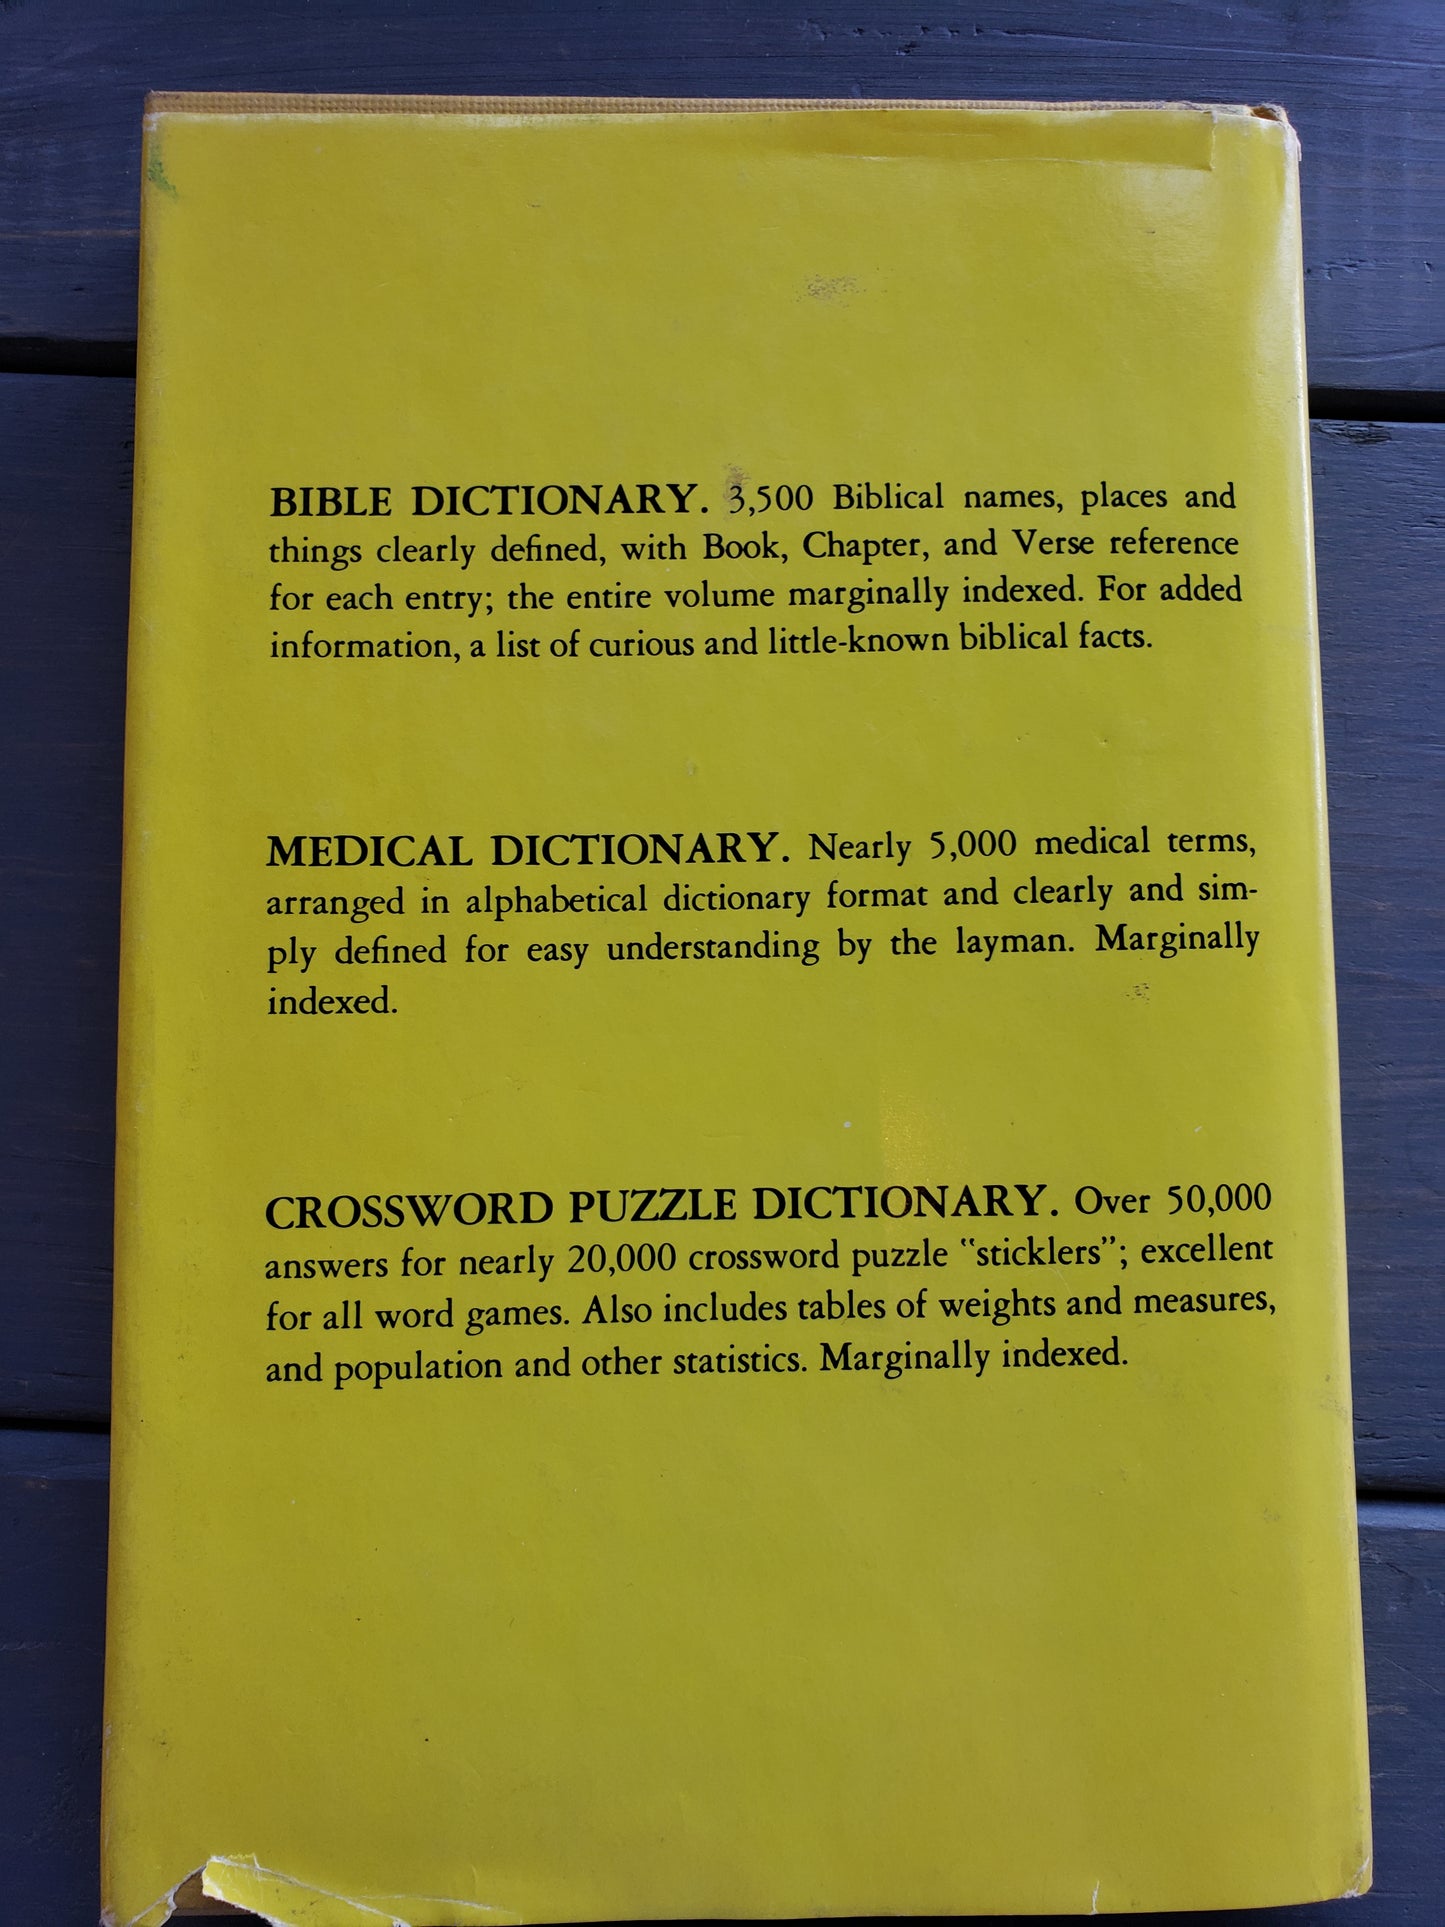 BIBLE DICTIONARY. 3,500 Biblical names, places and
things clearly defined, with Book, Chapter, and Verse reference
for each entry; the entire volume marginally indexed. For added
information, a list of curious and little-known biblical facts.
MEDICAL DICTIONARY. Nearly 5,000 medical terms,
arranged in alphabetical dictionary format and clearly and sim-
ply defined for easy understanding by the layman. Marginally
indexed.
CROSSWORD PUZZLE DICTIONARY. Over 50,000
answers for nearly 20,000 crossword puzzle "sticklers"; excellent
for all word games. Also includes tables of weights and measures,
and population and other statistics. Marginally indexed.